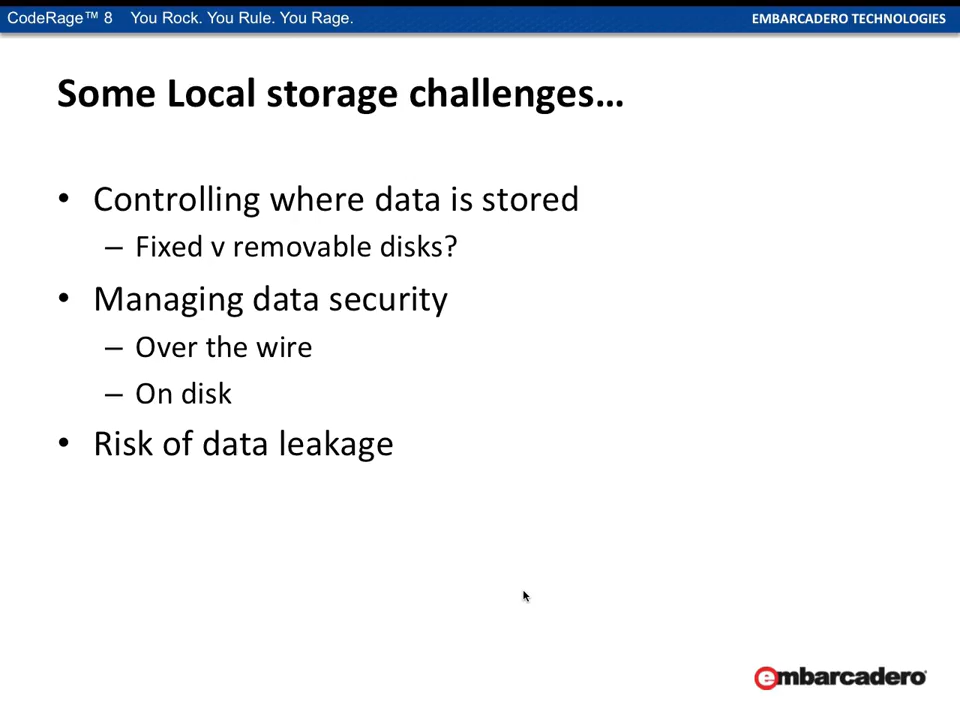 CodeRage™ 8 You Rock. You Rule. You Rage.
EMBARCADERO TECHNOLOGIES
Some Local storage challenges…
• Controlling where data is stored
– Fixed v removable disks?
• Managing data security
– Over the wire
– On disk
• Risk of data leakage
embarcadero